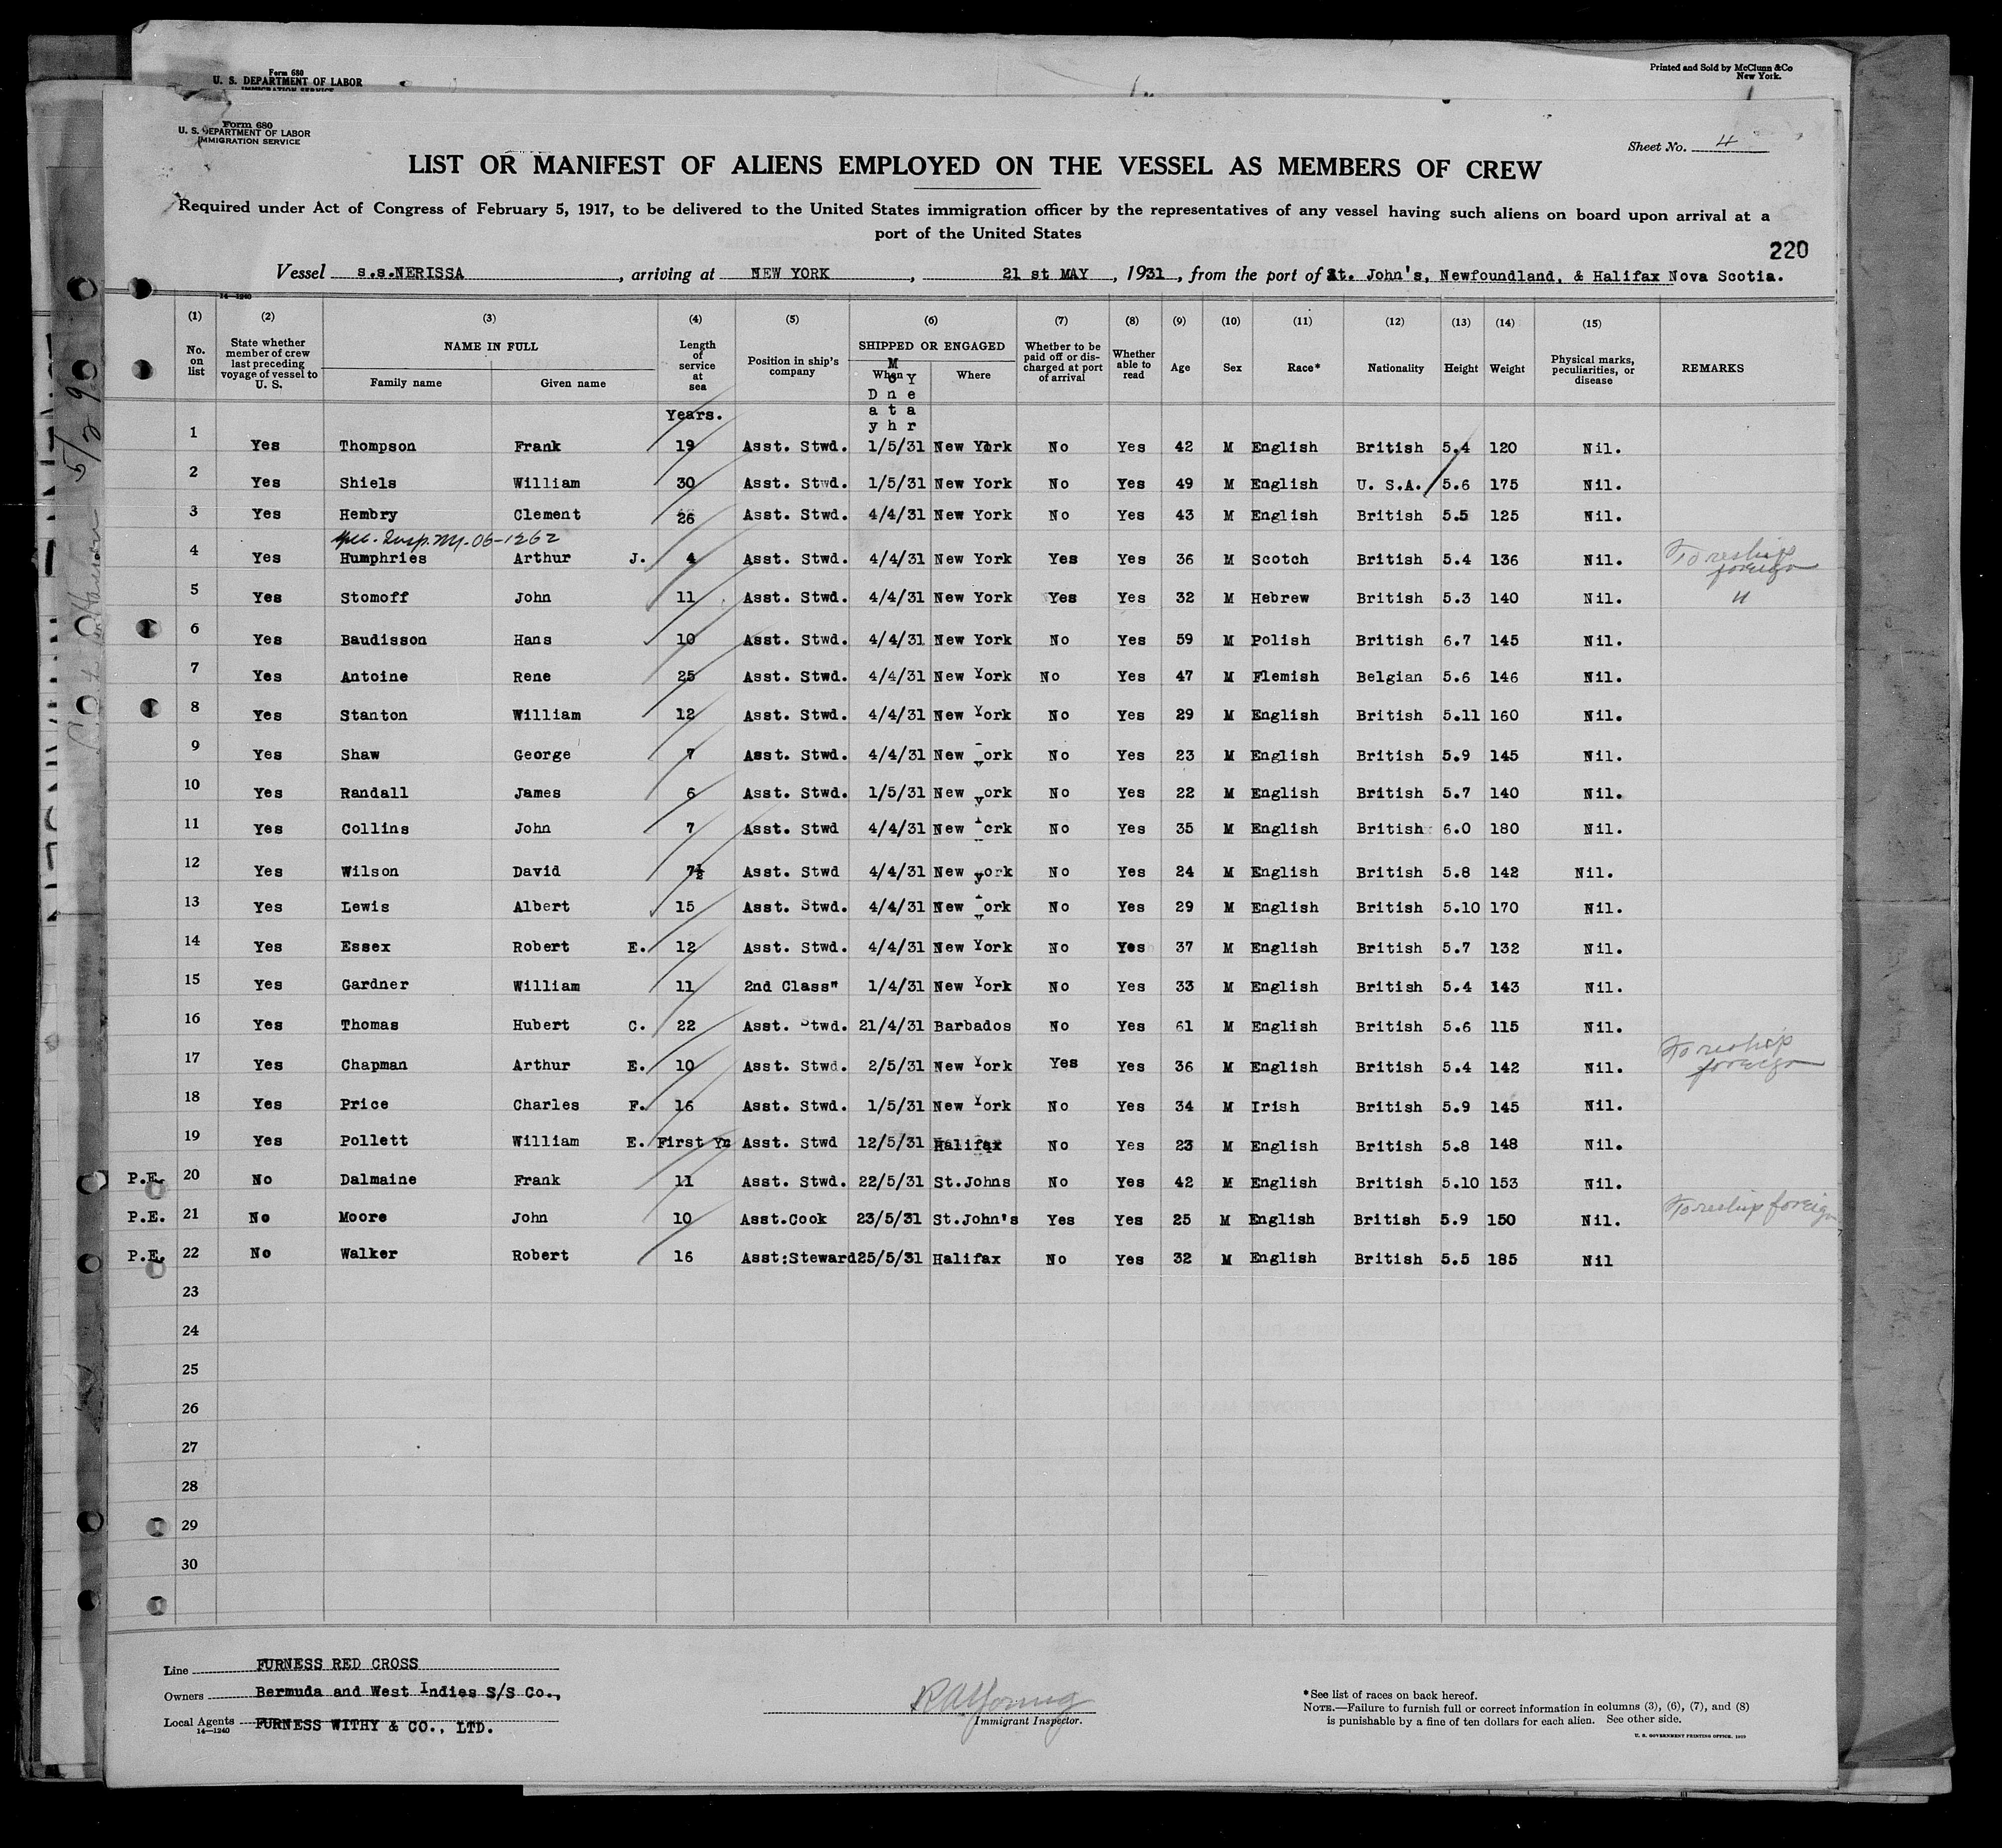 Form 680
U. S. DEPARTMENT OF LABOR
IMMIGRATION SERVICE
Printed and Sold by McClunn &Co
New York.
Form 680
U. S. DEPARTMENT OF LABOR
IMMIGRATION SERVICE
Sheet No. 4
LIST OR MANIFEST OF ALIENS EMPLOYED ON THE VESSEL AS MEMBERS OF CREW
Required under Act of Congress of February 5, 1917, to be delivered to the United States immigration officer by the representatives of any vessel having such aliens on board upon arrival at a
port of the United States
220
Vessel s.s.NERISSA, arriving at NEW YORK, 21 st MAY, 1931, from the port of St. John's, Newfoundland, & Halifax Nova Scotia.
14—1240
(1) (2) (3) (4) (5) (6) (7) (8) (9) (10) (11) (12) (13) (14) (15)
No. on list
State whether member of crew last preceding voyage of vessel to U. S.
NAME IN FULL
Family name Given name
Length of service at sea
Position in ship's company
SHIPPED OR ENGAGED
When Where
Whether to be paid off or discharged at port of arrival
Whether able to read
Age Sex Race* Nationality Height Weight
Physical marks, peculiarities, or disease
REMARKS
Years. Day Month Year
1 Yes Thompson Frank 19 Asst. Stwd. 1/5/31 New York No Yes 42 M English British 5.4 120 Nil.
2 Yes Shiels William 30 Asst. Stwd. 1/5/31 New York No Yes 49 M English U. S.A. 5.6 175 Nil.
3 Yes Hembry Clement 26 Asst. Stwd. 4/4/31 New York No Yes 43 M English British 5.5 125 Nil.
06-1262
4 Yes Humphries Arthur J. 4 Asst. Stwd. 4/4/31 New York Yes Yes 36 M Scotch British 5.4 136 Nil. To reship foreign
5 Yes Stomoff John 11 Asst. Stwd. 4/4/31 New York Yes Yes 32 M Hebrew British 5.3 140 Nil. "
6 Yes Baudisson Hans 10 Asst. Stwd. 4/4/31 New York No Yes 59 M Polish British 6.7 145 Nil.
7 Yes Antoine Rene 25 Asst. Stwd. 4/4/31 New York No Yes 47 M Flemish Belgian 5.6 146 Nil.
8 Yes Stanton William 12 Asst. Stwd. 4/4/31 New York No Yes 29 M English British 5.11 160 Nil.
9 Yes Shaw George 7 Asst. Stwd. 4/4/31 New York No Yes 23 M English British 5.9 145 Nil.
10 Yes Randall James 6 Asst. Stwd. 1/5/31 New york No Yes 22 M English British 5.7 140 Nil.
11 Yes Collins John 7 Asst. Stwd 4/4/31 New York No Yes 35 M English British 6.0 180 Nil.
12 Yes Wilson David 7½ Asst. Stwd 4/4/31 New york No Yes 24 M English British 5.8 142 Nil.
13 Yes Lewis Albert 15 Asst. Stwd. 4/4/31 New York No Yes 29 M English British 5.10 170 Nil.
14 Yes Essex Robert E. 12 Asst. Stwd. 4/4/31 New York No Yes 37 M English British 5.7 132 Nil.
15 Yes Gardner William 11 2nd Class" 1/4/31 New York No Yes 33 M English British 5.4 143 Nil.
16 Yes Thomas Hubert C. 22 Asst. Stwd. 21/4/31 Barbados No Yes 61 M English British 5.6 115 Nil.
17 Yes Chapman Arthur E. 10 Asst. Stwd. 2/5/31 New York Yes Yes 36 M English British 5.4 142 Nil. To reship foreign
18 Yes Price Charles F. 16 Asst. Stwd. 1/5/31 New York No Yes 34 M Irish British 5.9 145 Nil.
19 Yes Pollett William E. First Yr Asst. Stwd 12/5/31 Halifax No Yes 23 M English British 5.8 148 Nil.
P.E. 20 No Dalmaine Frank 11 Asst. Stwd. 22/5/31 St.Johns No Yes 42 M English British 5.10 153 Nil.
P.E. 21 No Moore John 10 Asst.Cook 23/5/31 St.John's Yes Yes 25 M English British 5.9 150 Nil. To reship foreign
P.E. 22 No Walker Robert 16 Asst:Steward 25/5/31 Halifax No Yes 32 M English British 5.5 185 Nil
23
24
25
26
27
28
29
30
Line FURNESS RED CROSS
Owners Bermuda and West Indies S/S Co.,
Local Agents FURNESS WITHY & CO., LTD.
14—1240
Immigrant Inspector.
*See list of races on back hereof.
NOTE.—Failure to furnish full or correct information in columns (3), (6), (7), and (8)
is punishable by a fine of ten dollars for each alien. See other side.
U. S. GOVERNMENT PRINTING OFFICE. 1929